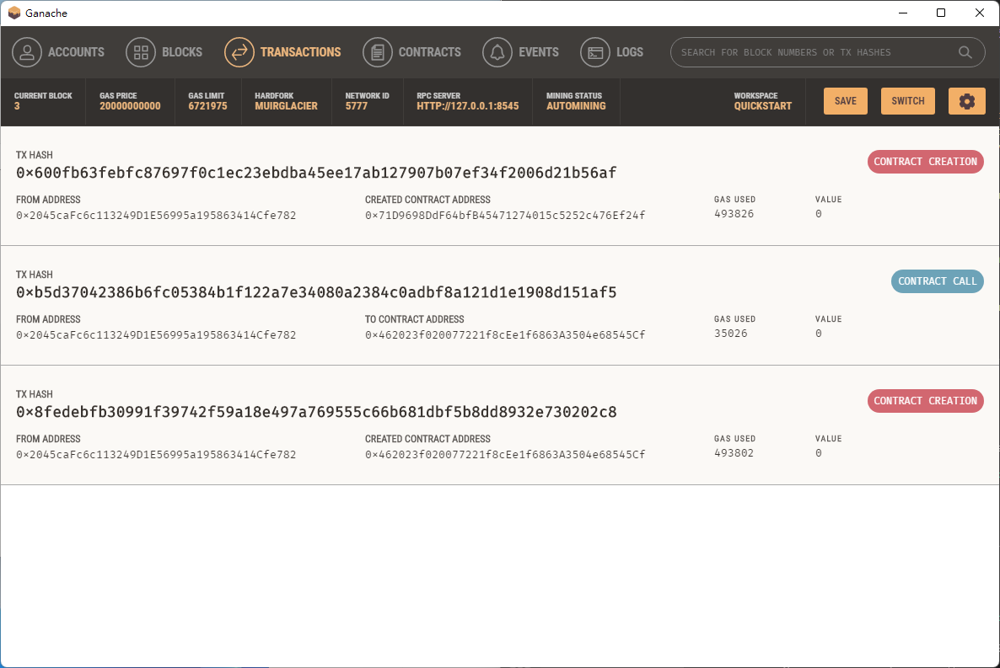 Ganache
ACCOUNTS BLOCKS TRANSACTIONS CONTRACTS EVENTS LOGS SEARCH FOR BLOCK NUMBERS OR TX HASHES
CURRENT BLOCK GAS PRICE GAS LIMIT HARDFORK NETWORK ID RPC SERVER MINING STATUS WORKSPACE
3 20000000000 6721975 MUIRGLACIER 5777 HTTP://127.0.0.1:8545 AUTOMINING QUICKSTART SAVE SWITCH
TX HASH
0×600fb63febfc87697f0c1ec23ebdba45ee17ab127907b07ef34f2006d21b56af CONTRACT CREATION
FROM ADDRESS CREATED CONTRACT ADDRESS GAS USED VALUE
0×2045caFc6c113249D1E56995a195863414Cfe782 0×71D9698DdF64bfB45471274015c5252c476Ef24f 493826 0
TX HASH
0×b5d37042386b6fc05384b1f122a7e34080a2384c0adbf8a121d1e1908d151af5 CONTRACT CALL
FROM ADDRESS TO CONTRACT ADDRESS GAS USED VALUE
0×2045caFc6c113249D1E56995a195863414Cfe782 0×462023f020077221f8cEe1f6863A3504e68545Cf 35026 0
TX HASH
0×8fedebfb30991f39742f59a18e497a769555c66b681dbf5b8dd8932e730202c8 CONTRACT CREATION
FROM ADDRESS CREATED CONTRACT ADDRESS GAS USED VALUE
0×2045caFc6c113249D1E56995a195863414Cfe782 0×462023f020077221f8cEe1f6863A3504e68545Cf 493802 0